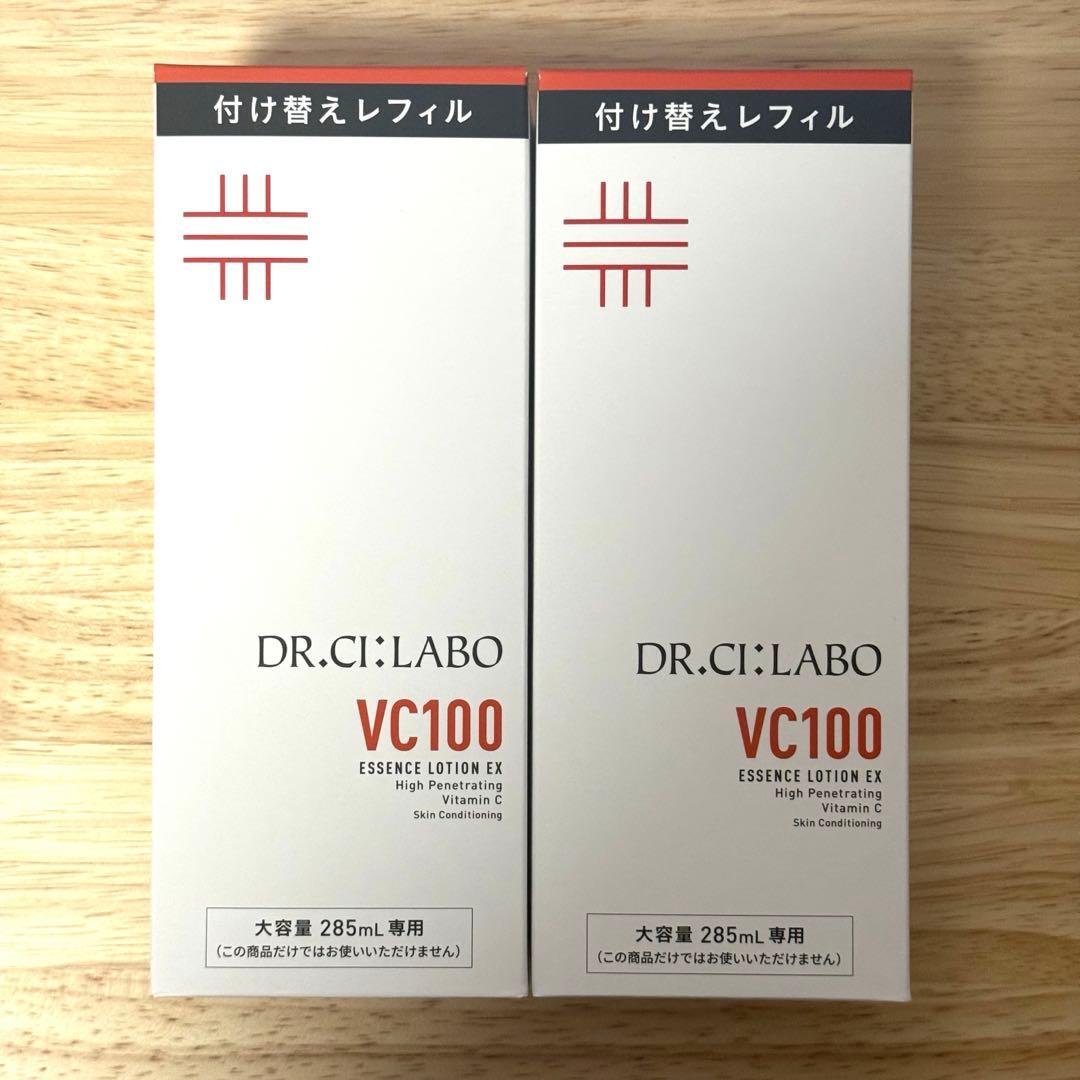 付け替えレフィル
DR.CI:LABO
VC100
ESSENCE LOTION EX
High Penetrating
Vitamin C
Skin Conditioning
大容量 285mL 専用
(この商品だけではお使いいただけません)
付け替えレフィル
DR.CI:LABO
VC100
ESSENCE LOTION EX
High Penetrating
Vitamin C
Skin Conditioning
大容量 285mL 専用
(この商品だけではお使いいただけません)